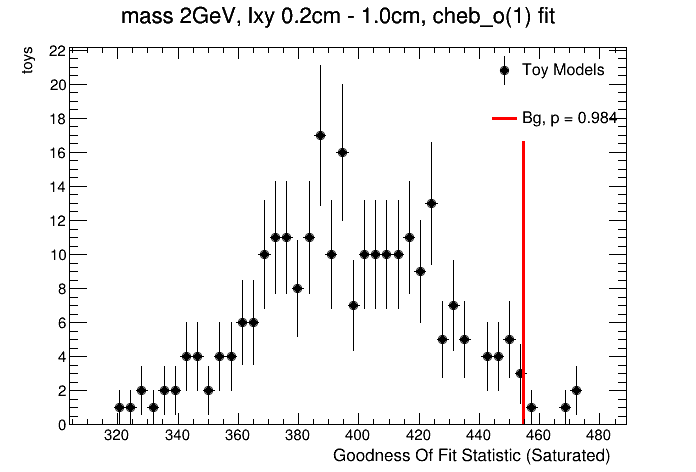 mass 2GeV, lxy 0.2cm - 1.0cm, cheb_o(1) fit
toys
22
20
18
16
14
12
10
8
6
4
2
0
Toy Models
Bg, p = 0.984
320 340 360 380 400 420 440 460 480
Goodness Of Fit Statistic (Saturated)